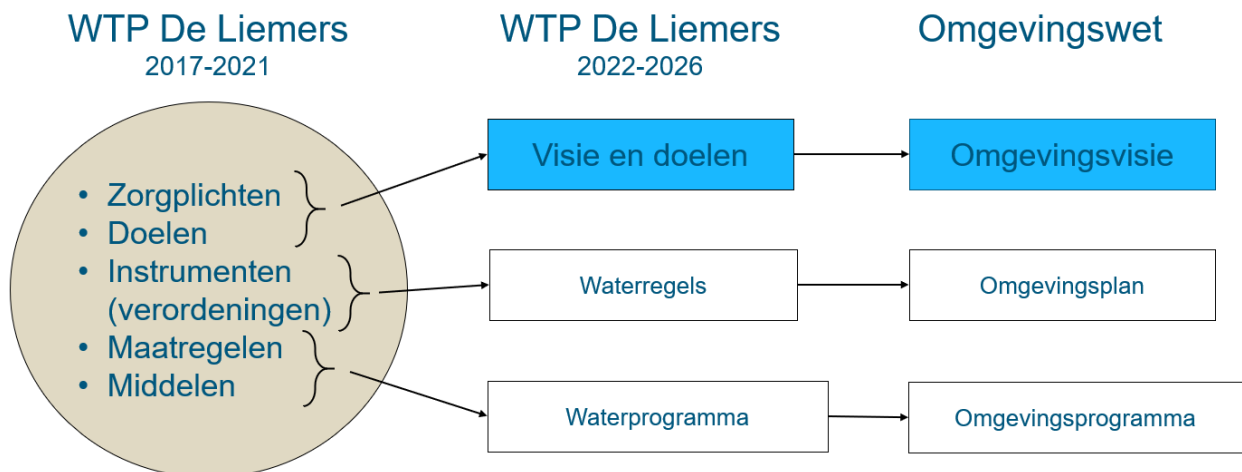 WTP De Liemers
2017-2021
WTP De Liemers
2022-2026
Omgevingswet
• Zorgplichten
• Doelen
• Instrumenten
(verordeningen)
• Maatregelen
• Middelen
Visie en doelen
Omgevingsvisie
Waterregels
Omgevingsplan
Waterprogramma
Omgevingsprogramma